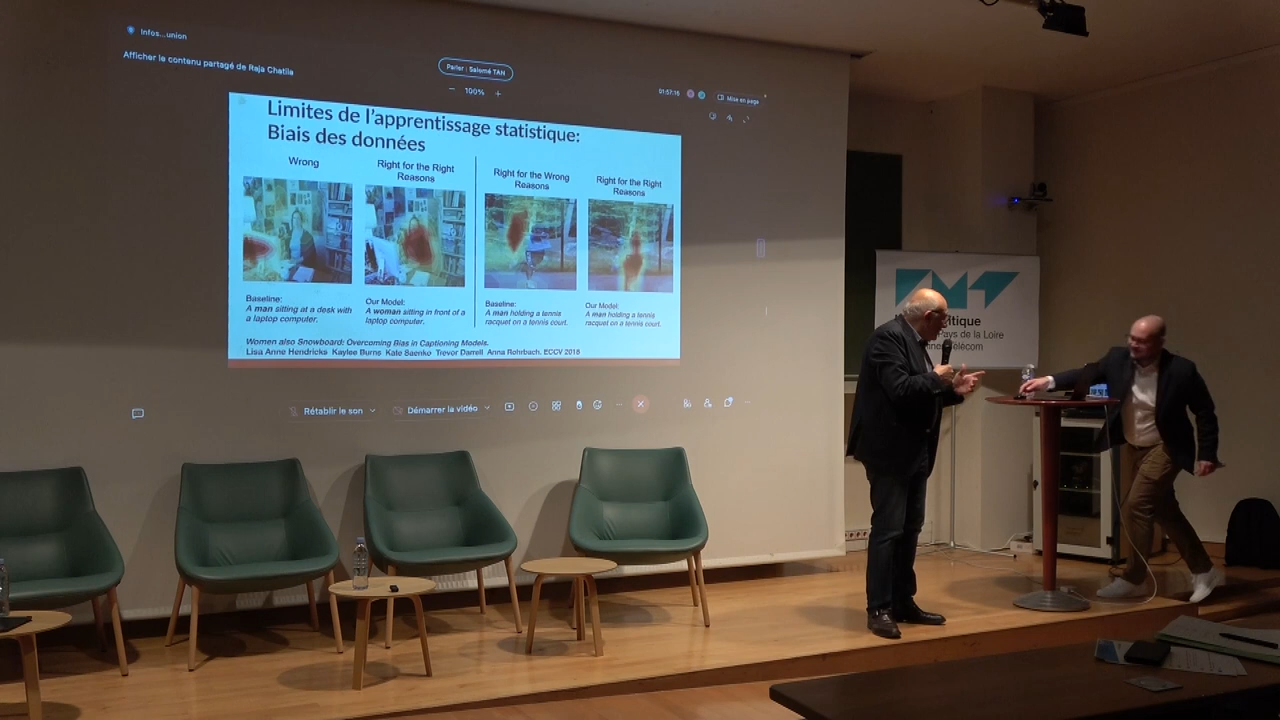 Infos...union
Afficher le contenu partagé de Raja Chatila
Parler : Salomé TAN
100%
01:57:16
Mise en page
Limites de l'apprentissage statistique:
Biais des données
Wrong
Right for the Right
Reasons
Right for the Wrong
Reasons
Right for the Right
Reasons
Baseline:
A man sitting at a desk with
a laptop computer.
Our Model:
A woman sitting in front of a
laptop computer.
Baseline:
A man holding a tennis
racquet on a tennis court.
Our Model:
A man holding a tennis
racquet on a tennis court.
Women also Snowboard: Overcoming Bias in Captioning Models.
Lisa Anne Hendricks Kaylee Burns Kate Saenko Trevor Darrell Anna Rohrbach. ECCV 2018
Rétablir le son
Démarrer la vidéo
Pays de la Loire
Télécom